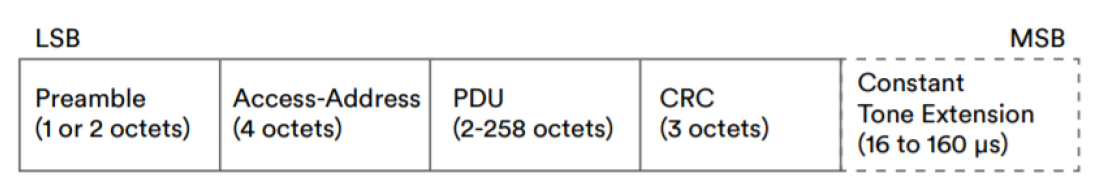 LSB MSB
Preamble
(1 or 2 octets)
Access-Address
(4 octets)
PDU
(2-258 octets)
CRC
(3 octets)
Constant
Tone Extension
(16 to 160 µs)